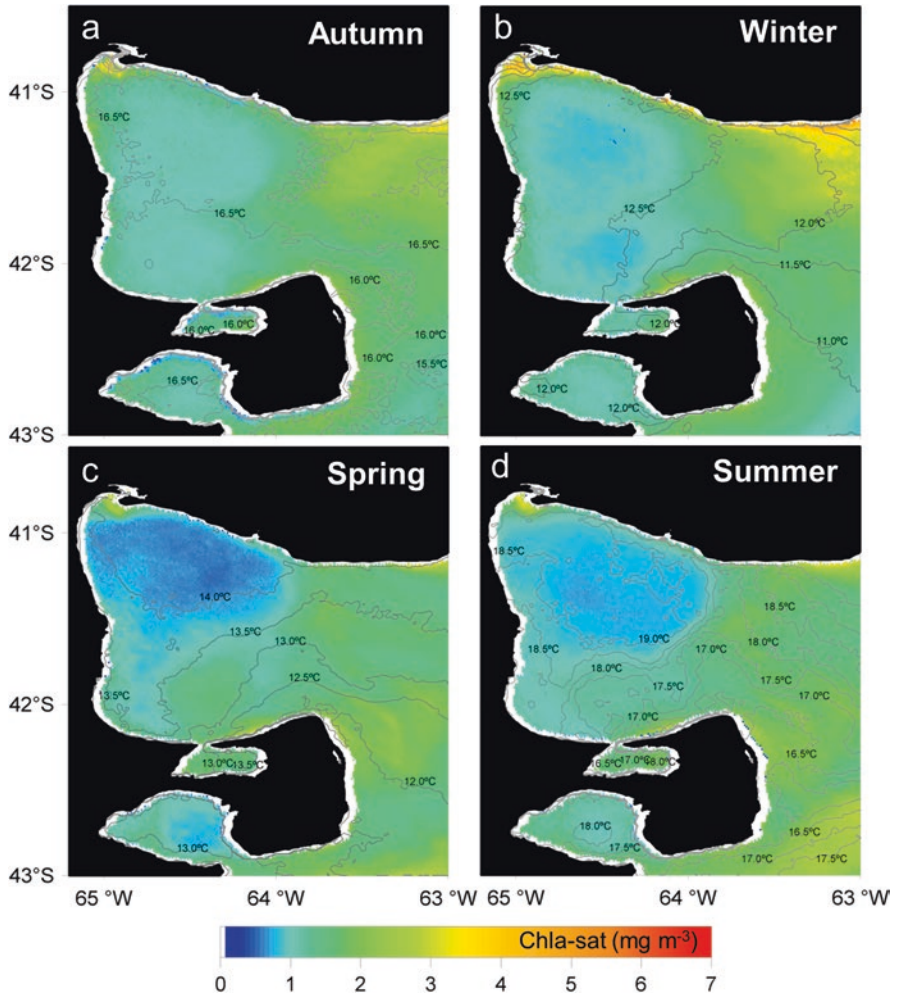 a
Autumn
41°S
42°S
43°S
16.5ºC
16.5ºC
16.5ºC
16.0ºC
16.0ºC
16.0ºC
16.0ºC
16.0ºC
15.5ºC
16.5ºC
b
Winter
12.5ºC
12.5ºC
12.0ºC
11.5ºC
12.0ºC
11.0ºC
12.0ºC
12.0ºC
c
Spring
41°S
42°S
43°S
14.0ºC
13.5ºC
13.0ºC
13.5ºC
12.5ºC
13.0ºC
13.5ºC
12.0ºC
13.0ºC
65 °W
64 °W
63 °W
d
Summer
18.5ºC
18.5ºC
19.0ºC
18.0ºC
17.0ºC
18.5ºC
18.0ºC
17.5ºC
17.5ºC
17.0ºC
17.0ºC
16.5ºC
16.5ºC
17.0ºC
18.0ºC
18.0ºC
16.5ºC
17.5ºC
17.0ºC
17.5ºC
65 °W
64 °W
63 °W
Chla-sat (mg m-3)
0 1 2 3 4 5 6 7